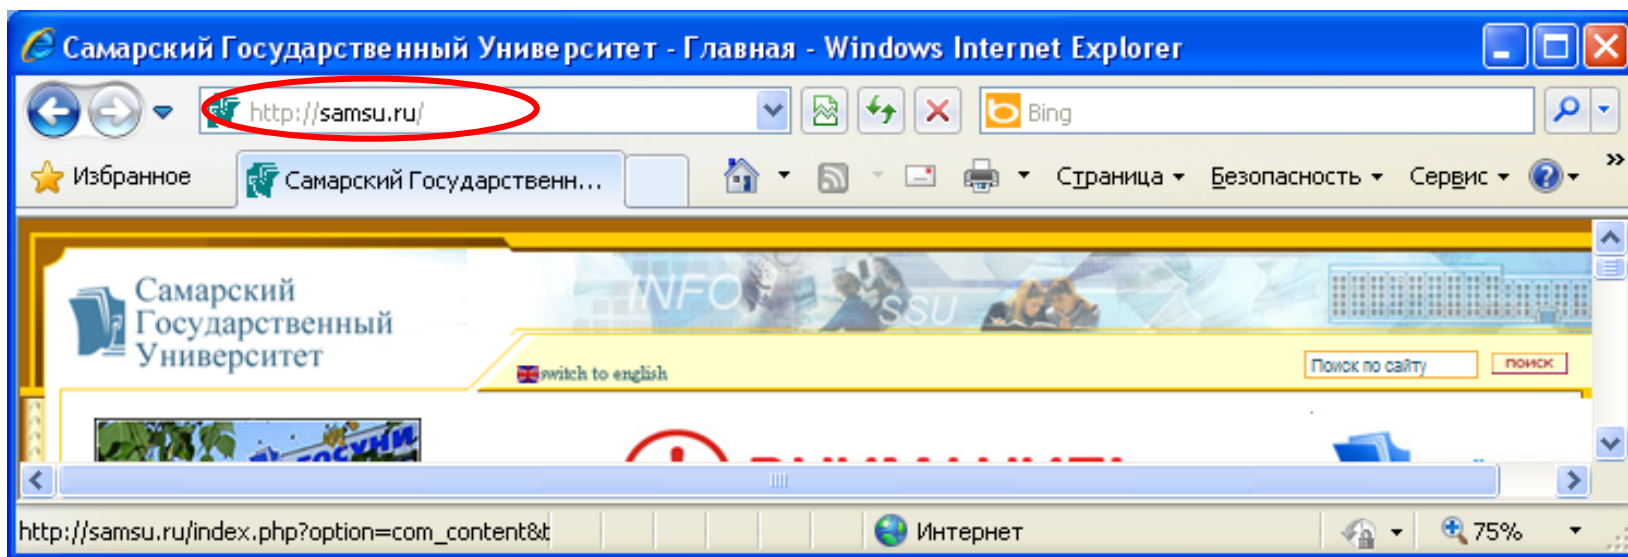 Самарский Государственный Университет - Главная - Windows Internet Explorer
http://samsu.ru/
Bing
Избранное
Самарский Государственн...
Страница
Безопасность
Сервис
INFO
SSU
Самарский
Государственный
Университет
switch to english
Поиск по сайту
поиск
госуни
http://samsu.ru/index.php?option=com_content&t
Интернет
75%